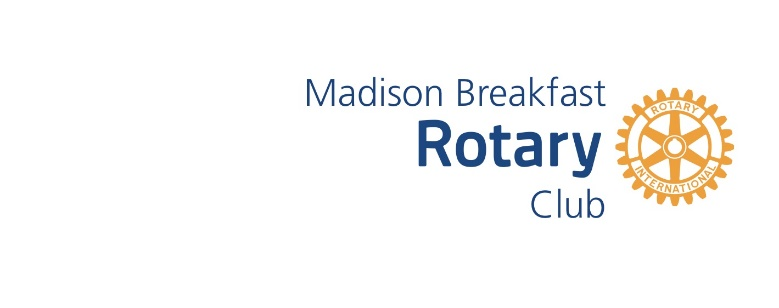 Madison Breakfast
Rotary
Club
ROTARY
INTERNATIONAL